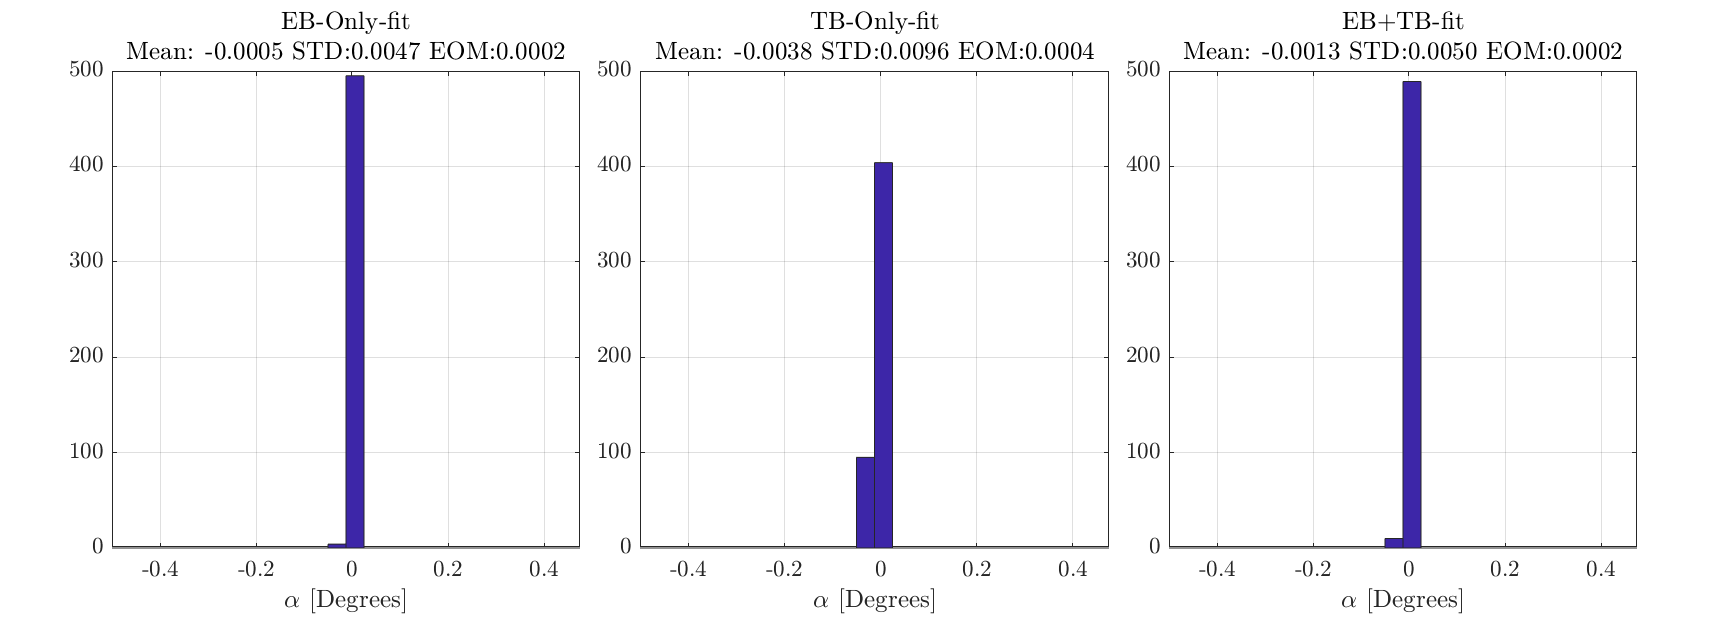 EB-Only-fit
Mean: -0.0005 STD:0.0047 EOM:0.0002
500
400
300
200
100
0
-0.4 -0.2 0 0.2 0.4
α [Degrees]
TB-Only-fit
Mean: -0.0038 STD:0.0096 EOM:0.0004
500
400
300
200
100
0
-0.4 -0.2 0 0.2 0.4
α [Degrees]
EB+TB-fit
Mean: -0.0013 STD:0.0050 EOM:0.0002
500
400
300
200
100
0
-0.4 -0.2 0 0.2 0.4
α [Degrees]